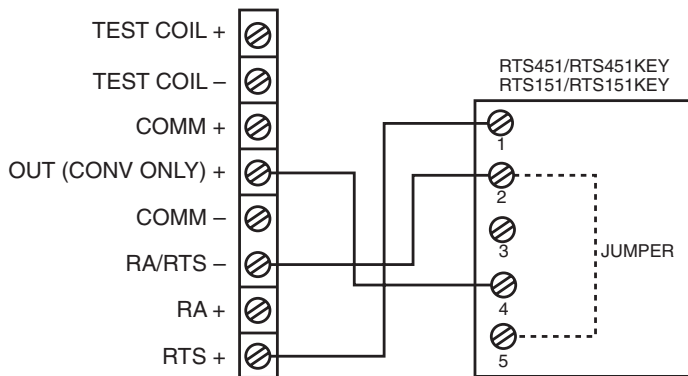 TEST COIL +
TEST COIL –
COMM +
OUT (CONV ONLY) +
COMM –
RA/RTS –
RA +
RTS +
RTS451/RTS451KEY
RTS151/RTS151KEY
1
2
3
4
5
JUMPER